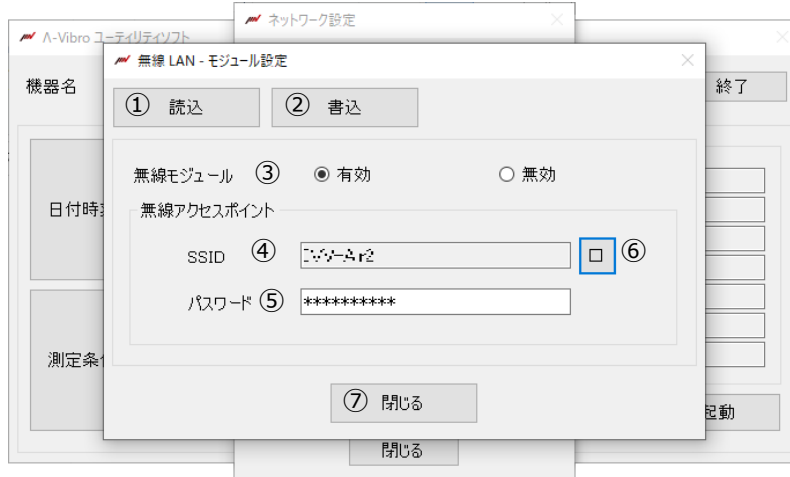 ネットワーク設定
Λ-Vibro ユーティリティソフト
無線 LAN - モジュール設定
機器名
終了
① 読込
② 書込
無線モジュール ③ 有効 無効
日付時
無線アクセスポイント
SSID ④ ⑥
パスワード ⑤ **********
測定条
⑦ 閉じる
起動
閉じる